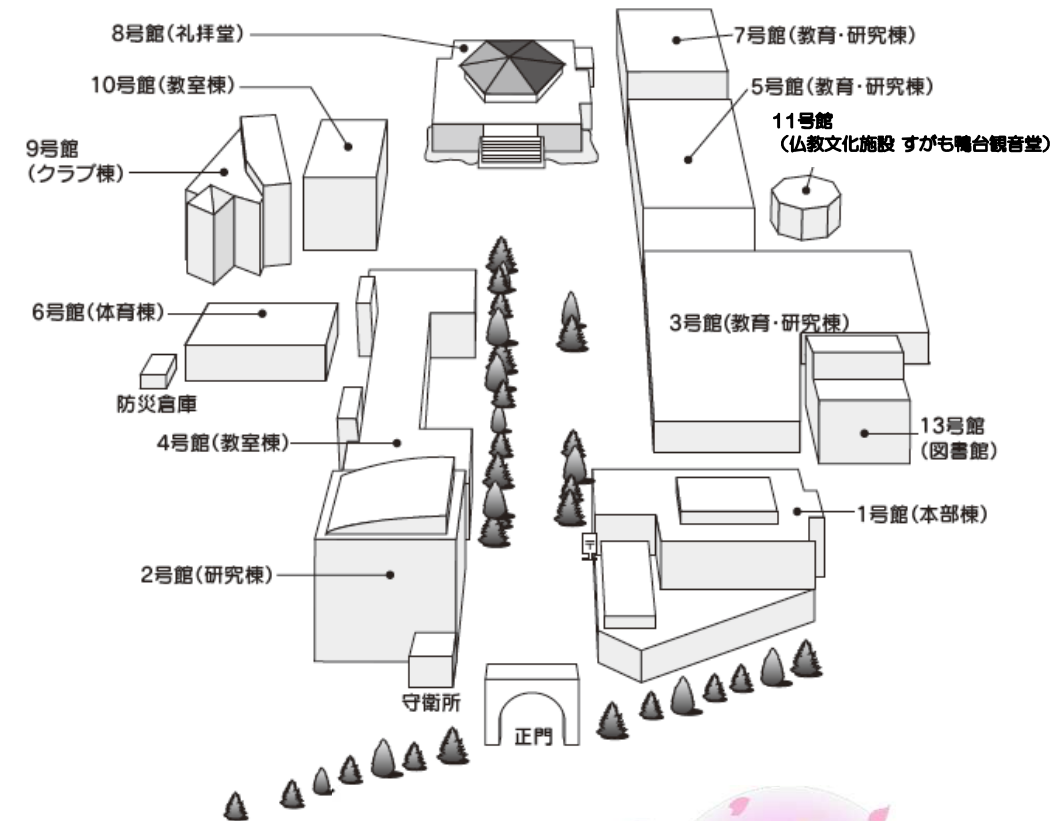 8号館(礼拝堂)
7号館(教育・研究棟)
10号館(教室棟)
5号館(教育・研究棟)
11号館
(仏教文化施設 すがも鴨台観音堂)
9号館
(クラブ棟)
6号館(体育棟)
3号館(教育・研究棟)
防災倉庫
4号館(教室棟)
13号館
(図書館)
1号館(本部棟)
〒
2号館(研究棟)
守衛所
正門